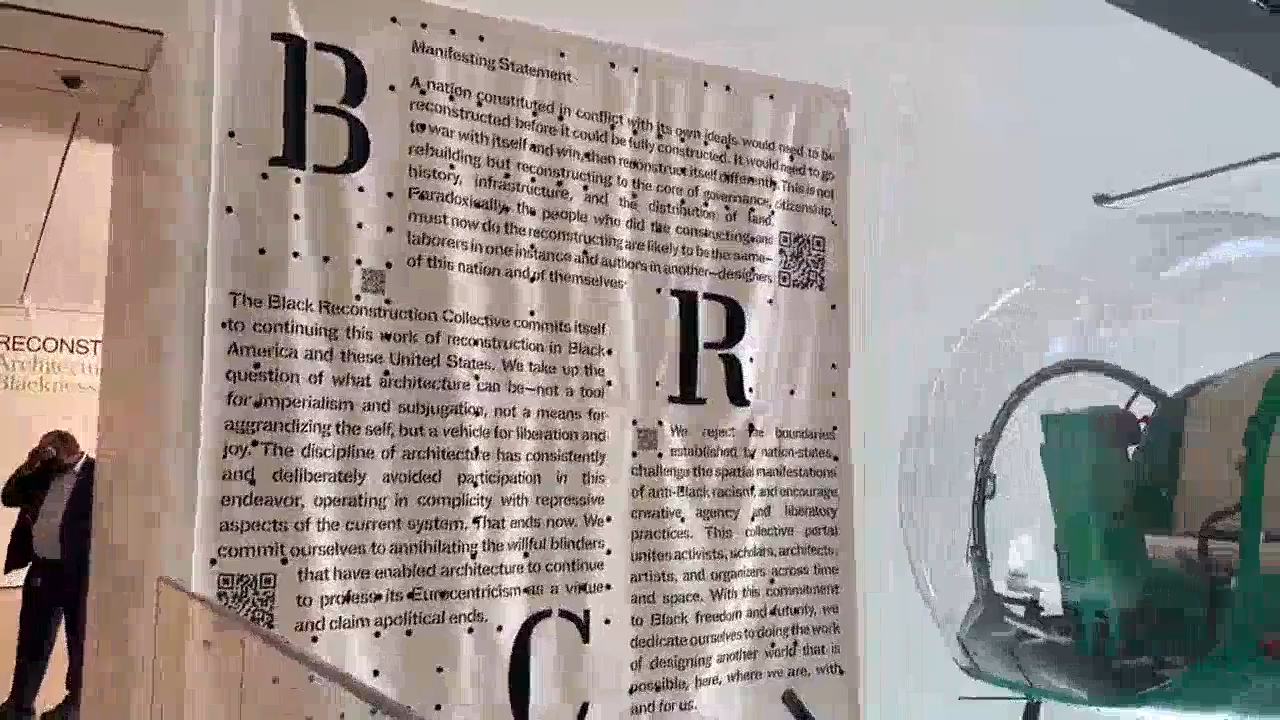 B
Manifesting Statement
A nation constituted in conflict with its own ideals would need to be
reconstructed before it could be fully constructed. It would need to go
to war with itself and win, then reconstruct itself differently. This is not
rebuilding but reconstructing to the core of governance, citizenship,
history, infrastructure, and the distribution of land.
Paradoxically, the people who did the constructing and
must now do the reconstructing are likely to be the same–
laborers in one instance and authors in another–designers
of this nation and of themselves.
The Black Reconstruction Collective commits itself
to continuing this work of reconstruction in Black
America and these United States. We take up the
question of what architecture can be–not a tool
for imperialism and subjugation, not a means for
aggrandizing the self, but a vehicle for liberation and
joy. The discipline of architecture has consistently
and deliberately avoided participation in this
endeavor, operating in complicity with repressive
aspects of the current system. That ends now. We
commit ourselves to annihilating the willful blinders
that have enabled architecture to continue
to profess its Eurocentricism as a virtue
and claim apolitical ends.
R
We reject the boundaries
established by nation-states,
challenge the spatial manifestations
of anti-Black racism, and encourage
creative, agency and liberatory
practices. This collective portal
unites activists, scholars, architects,
artists, and organizers across time
and space. With this commitment
to Black freedom and futurity, we
dedicate ourselves to doing the work
of designing another world that is
possible, here, where we are, with
and for us.
C
RECONST
Architectu
Blackness